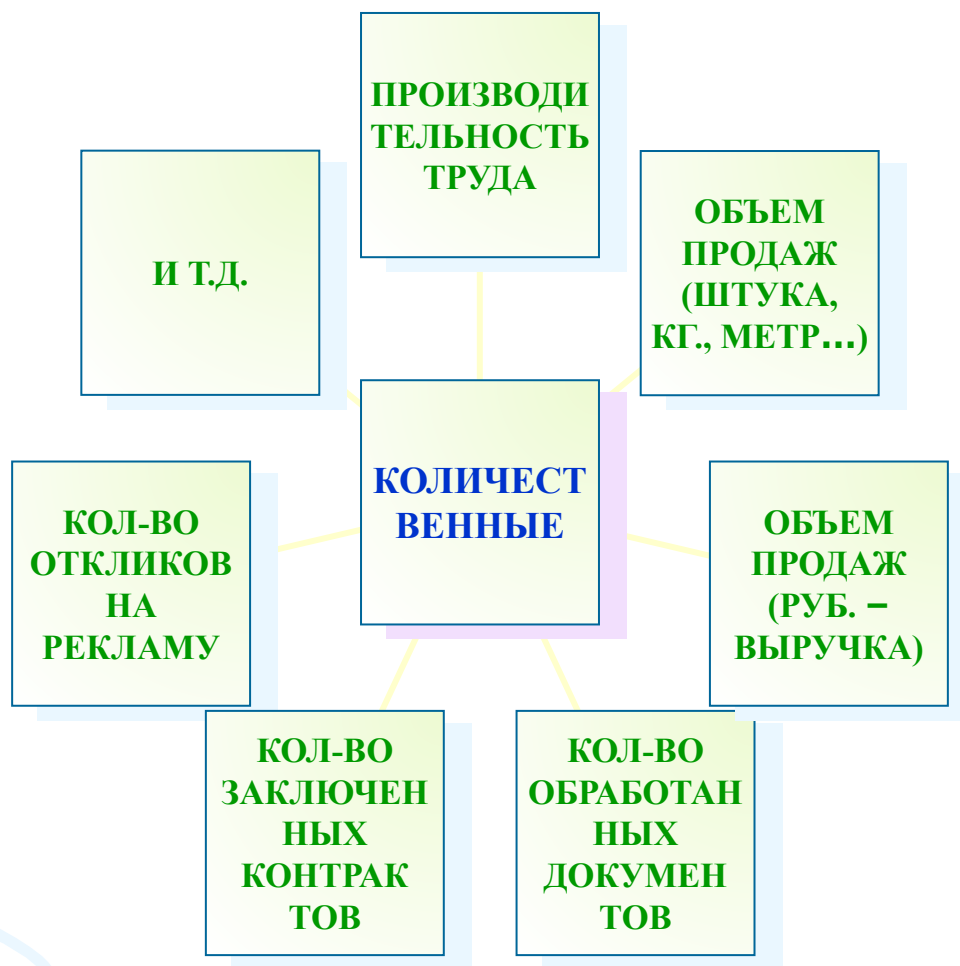 ПРОИЗВОДИ
ТЕЛЬНОСТЬ
ТРУДА
И Т.Д.
ОБЪЕМ
ПРОДАЖ
(ШТУКА,
КГ., МЕТР...)
КОЛИЧЕСТ
ВЕННЫЕ
КОЛ-ВО
ОТКЛИКОВ
НА
РЕКЛАМУ
ОБЪЕМ
ПРОДАЖ
(РУБ. –
ВЫРУЧКА)
КОЛ-ВО
ЗАКЛЮЧЕН
НЫХ
КОНТРАК
ТОВ
КОЛ-ВО
ОБРАБОТАН
НЫХ
ДОКУМЕН
ТОВ